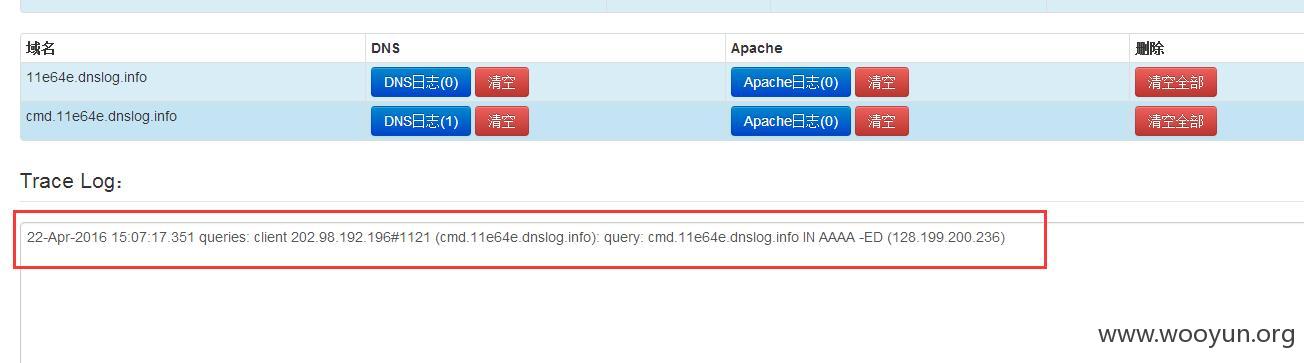 域名 DNS Apache 删除
11e64e.dnslog.info DNS日志(0) 清空 Apache日志(0) 清空 清空全部
cmd.11e64e.dnslog.info DNS日志(1) 清空 Apache日志(0) 清空 清空全部
Trace Log:
22-Apr-2016 15:07:17.351 queries: client 202.98.192.196#1121 (cmd.11e64e.dnslog.info): query: cmd.11e64e.dnslog.info IN AAAA -ED (128.199.200.236)
www.wooyun.org